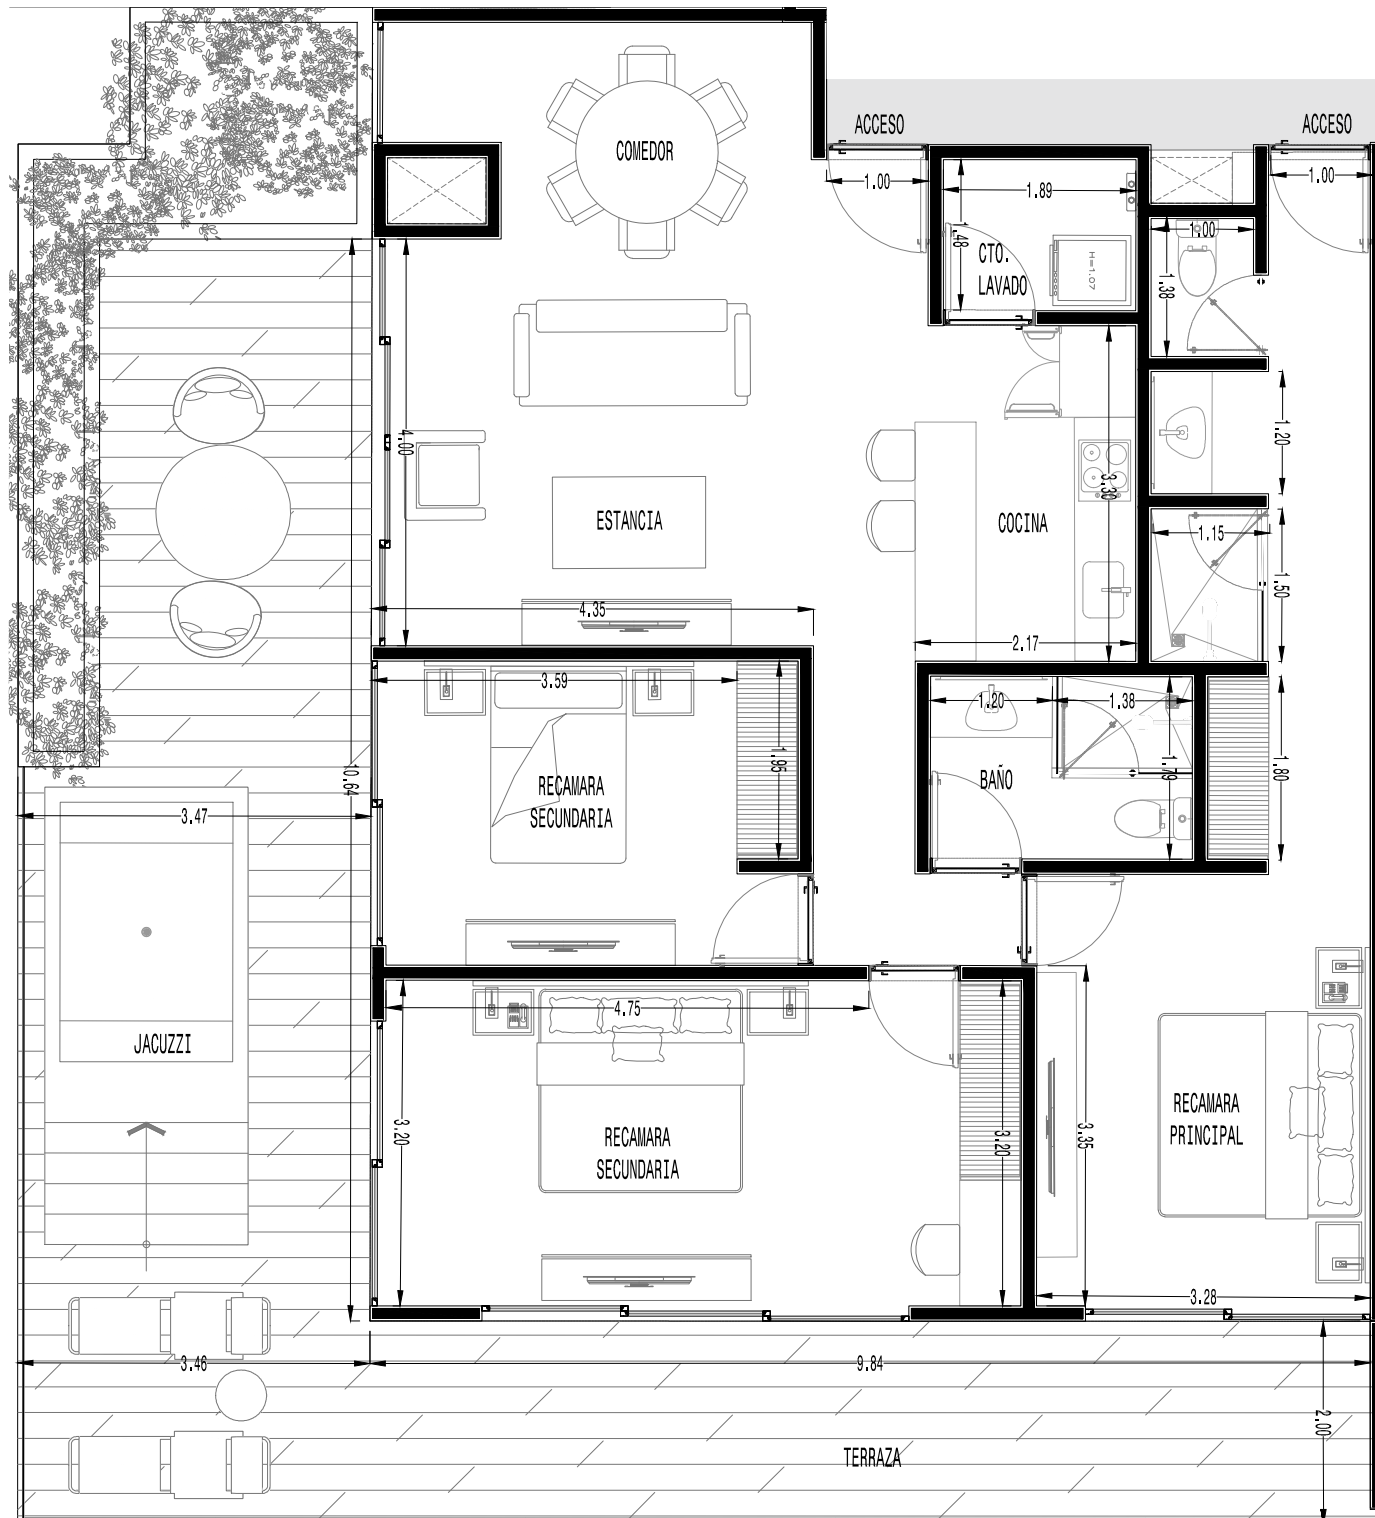 ACCESO
ACCESO
COMEDOR
1.00
1.89
1.00
1.48
CTO.
LAVADO
H=1.07
1.00
1.38
4.00
ESTANCIA
COCINA
3.30
1.20
1.15
1.50
4.35
2.17
3.59
1.20
1.38
1.95
RECAMARA
SECUNDARIA
BAÑO
1.79
1.80
10.64
3.47
JACUZZI
4.75
3.20
RECAMARA
SECUNDARIA
3.20
3.35
RECAMARA
PRINCIPAL
3.28
3.46
9.84
2.00
TERRAZA